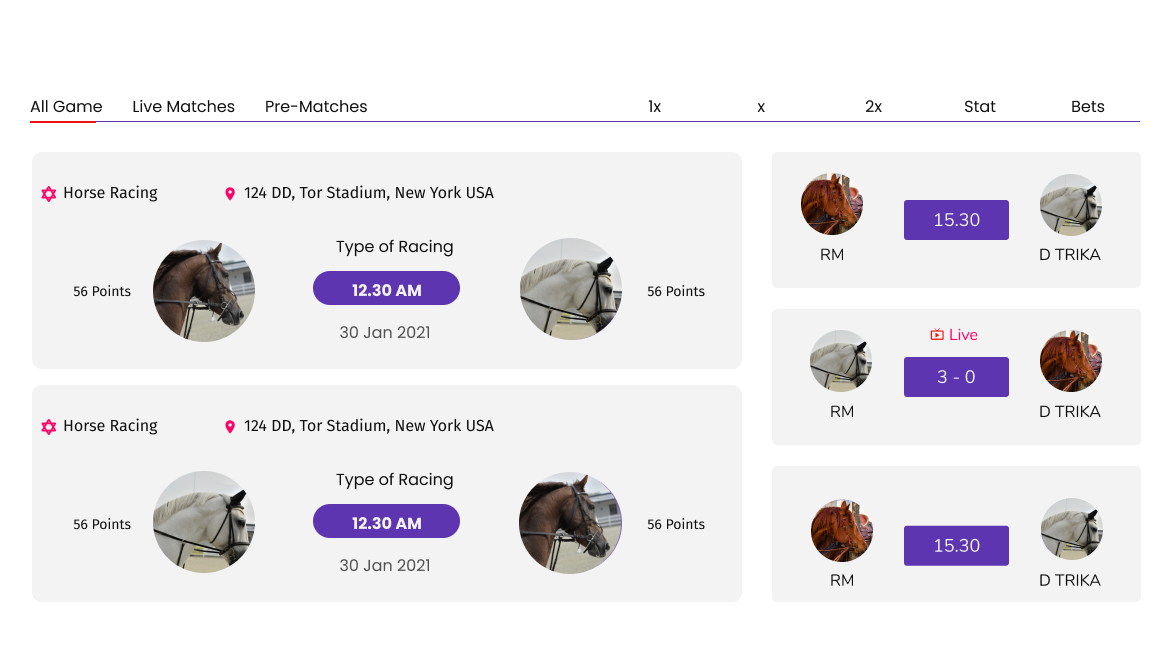 All Game Live Matches Pre-Matches 1x x 2x Stat Bets
Horse Racing 124 DD, Tor Stadium, New York USA
Type of Racing
56 Points 12.30 AM 56 Points
30 Jan 2021
Horse Racing 124 DD, Tor Stadium, New York USA
Type of Racing
56 Points 12.30 AM 56 Points
30 Jan 2021
15.30
RM D TRIKA
Live
3 - 0
RM D TRIKA
15.30
RM D TRIKA